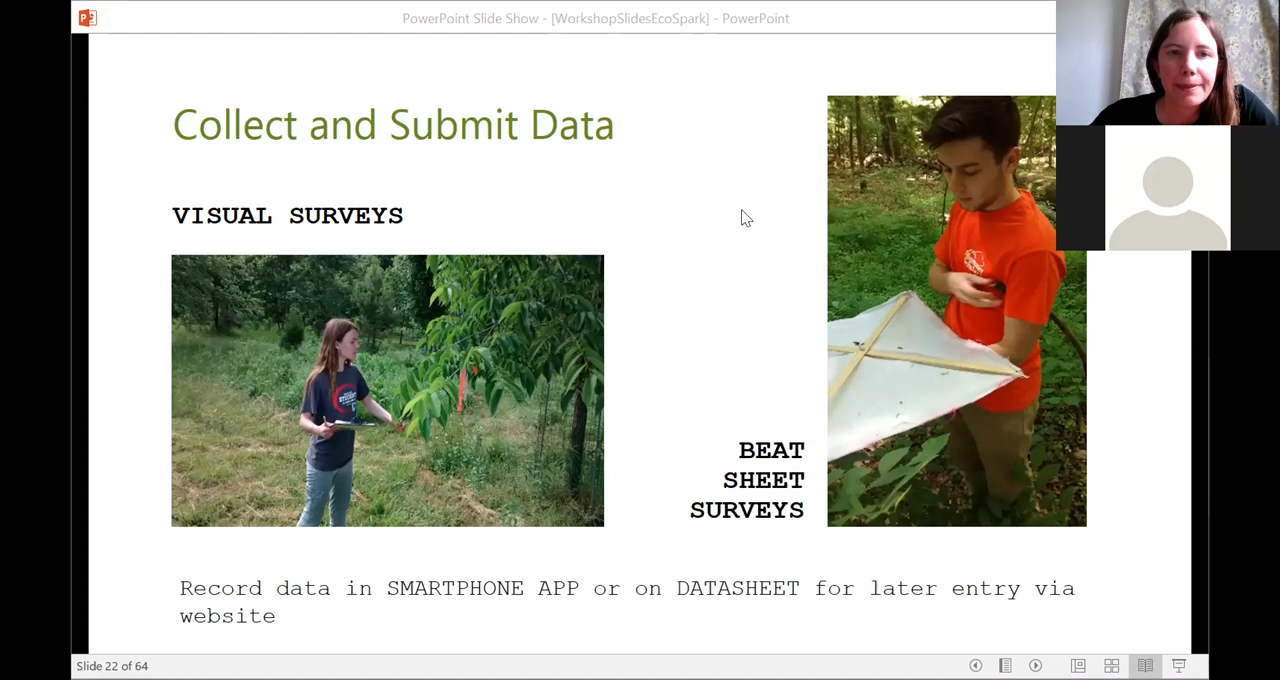 PowerPoint Slide Show - [WorkshopSlidesEcoSpark] - PowerPoint
Collect and Submit Data
VISUAL SURVEYS
BEAT
SHEET
SURVEYS
Record data in SMARTPHONE APP or on DATASHEET for later entry via
website
Slide 22 of 64